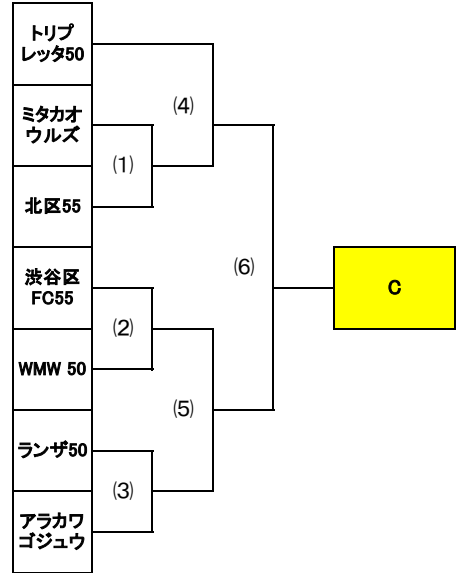 トリプ
レッタ50
ミタカオ
ウルズ
北区55
渋谷区
FC55
WMW 50
ランザ50
アラカワ
ゴジュウ
(1)
(2)
(3)
(4)
(5)
(6)
C